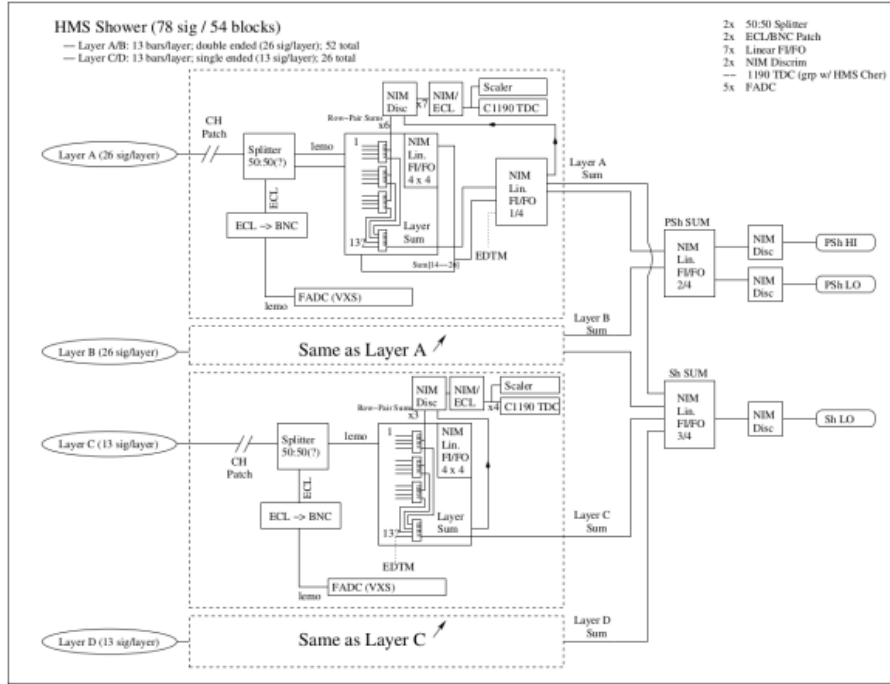 HMS Shower (78 sig / 54 blocks)
— Layer A/B: 13 bars/layer; double ended (26 sig/layer); 52 total
— Layer C/D: 13 bars/layer; single ended (13 sig/layer); 26 total
2x 50:50 Splitter
2x ECL/BNC Patch
7x Linear FI/FO
2x NIM Discrim
–– 1190 TDC (grp w/ HMS Cher)
5x FADC
Layer A (26 sig/layer)
CH
Patch
Splitter
50:50(?)
lemo
ECL
ECL –> BNC
lemo
FADC (VXS)
Row–Pair Sums
x6
NIM
Disc
x7
NIM/
ECL
Scaler
C1190 TDC
1
13?
NIM
Lin.
FI/FO
4 x 4
Layer
Sum
Sum[14––26]
EDTM
NIM
Lin.
FI/FO
1/4
Layer A
Sum
PSh SUM
NIM
Lin.
FI/FO
2/4
NIM
Disc
PSh HI
NIM
Disc
PSh LO
Layer B (26 sig/layer)
Same as Layer A
Layer B
Sum
Sh SUM
NIM
Lin.
FI/FO
3/4
NIM
Disc
Sh LO
Layer C (13 sig/layer)
CH
Patch
Splitter
50:50(?)
lemo
ECL
ECL –> BNC
lemo
FADC (VXS)
Row–Pair Sums
x3
NIM
Disc
NIM/
ECL
x4
Scaler
C1190 TDC
1
13?
NIM
Lin.
FI/FO
4 x 4
Layer
Sum
EDTM
Layer C
Sum
Layer D (13 sig/layer)
Same as Layer C
Layer D
Sum